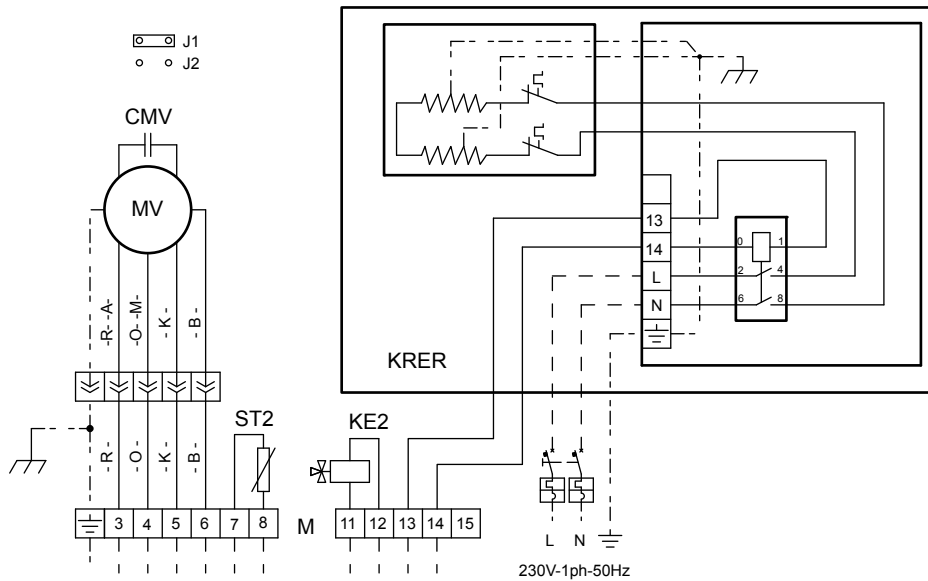 J1
J2
CMV
MV
-R- -A-
-O- -M-
- K -
- B -
13
14
L
N
0 1
2 4
6 8
KRER
ST2
KE2
- R -
- O -
- K -
- B -
3 4 5 6 7 8 M 11 12 13 14 15
L N
230V-1ph-50Hz